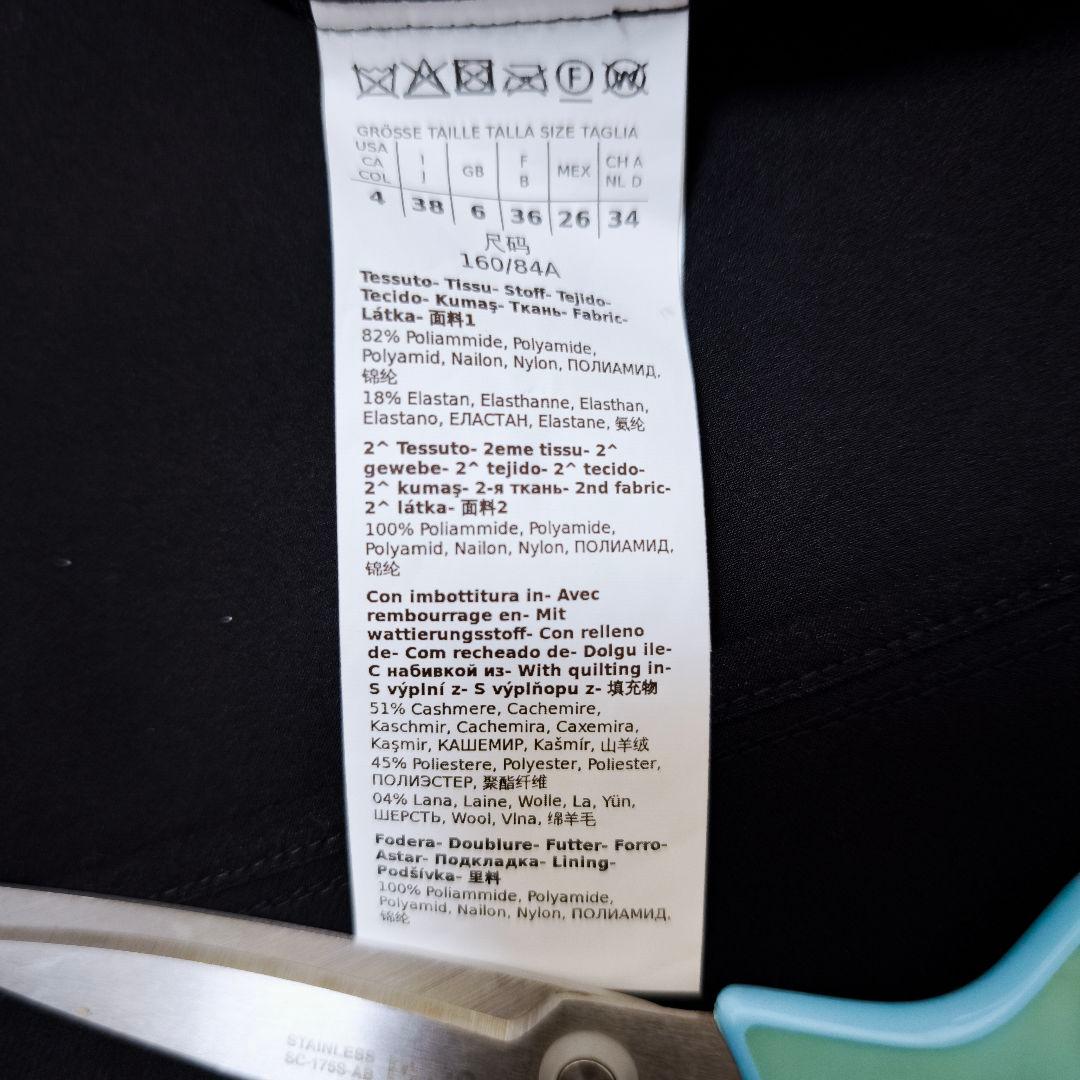 F W
GRÖSSE TAILLE TALLA SIZE TAGLIA
USA CA COL I J GB F B MEX CH A NL D
4 38 6 36 26 34
尺码
160/84A
Tessuto- Tissu- Stoff- Tejido-
Tecido- Kumaş- Ткань- Fabric-
Látka- 面料1
82% Poliammide, Polyamide,
Polyamid, Nailon, Nylon, ПОЛИАМИД,
锦纶
18% Elastan, Elasthanne, Elasthan,
Elastano, ЕЛАСТАН, Elastane, 氨纶
2^ Tessuto- 2eme tissu- 2^
gewebe- 2^ tejido- 2^ tecido-
2^ kumaş- 2-я ткань- 2nd fabric-
2^ látka- 面料2
100% Poliammide, Polyamide,
Polyamid, Nailon, Nylon, ПОЛИАМИД,
锦纶
Con imbottitura in- Avec
rembourrage en- Mit
wattierungsstoff- Con relleno
de- Com recheado de- Dolgu ile-
С набивкой из- With quilting in-
S výplní z- S výplňopu z- 填充物
51% Cashmere, Cachemire,
Kaschmir, Cachemira, Caxemira,
Kaşmir, КАШЕМИР, Kašmír, 山羊绒
45% Poliestere, Polyester, Poliester,
ПОЛИЭСТЕР, 聚酯纤维
04% Lana, Laine, Wolle, La, Yün,
ШЕРСТЬ, Wool, Vlna, 绵羊毛
Fodera- Doublure- Futter- Forro-
Astar- Подкладка- Lining-
Podšívka- 里料
100% Poliammide, Polyamide,
Polyamid, Nailon, Nylon, ПОЛИАМИД,
锦纶
STAINLESS
SC-175S-AB